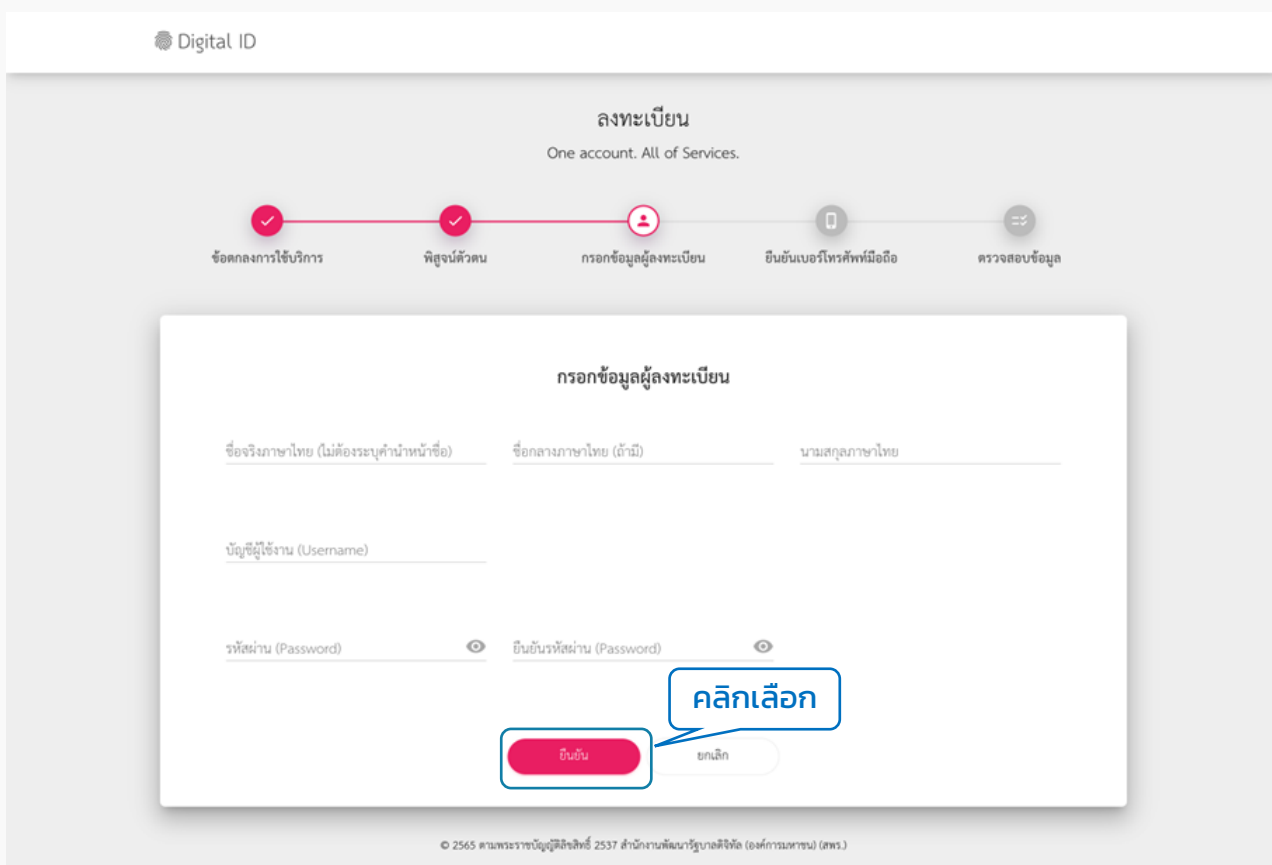 Digital ID
ลงทะเบียน
One account. All of Services.
ข้อตกลงการใช้บริการ
พิสูจน์ตัวตน
กรอกข้อมูลผู้ลงทะเบียน
ยืนยันเบอร์โทรศัพท์มือถือ
ตรวจสอบข้อมูล
กรอกข้อมูลผู้ลงทะเบียน
ชื่อจริงภาษาไทย (ไม่ต้องระบุคำนำหน้าชื่อ)
ชื่อกลางภาษาไทย (ถ้ามี)
นามสกุลภาษาไทย
บัญชีผู้ใช้งาน (Username)
รหัสผ่าน (Password)
ยืนยันรหัสผ่าน (Password)
คลิกเลือก
ยืนยัน
ยกเลิก
© 2565 ตามพระราชบัญญัติลิขสิทธิ์ 2537 สำนักงานพัฒนารัฐบาลดิจิทัล (องค์การมหาชน) (สพร.)